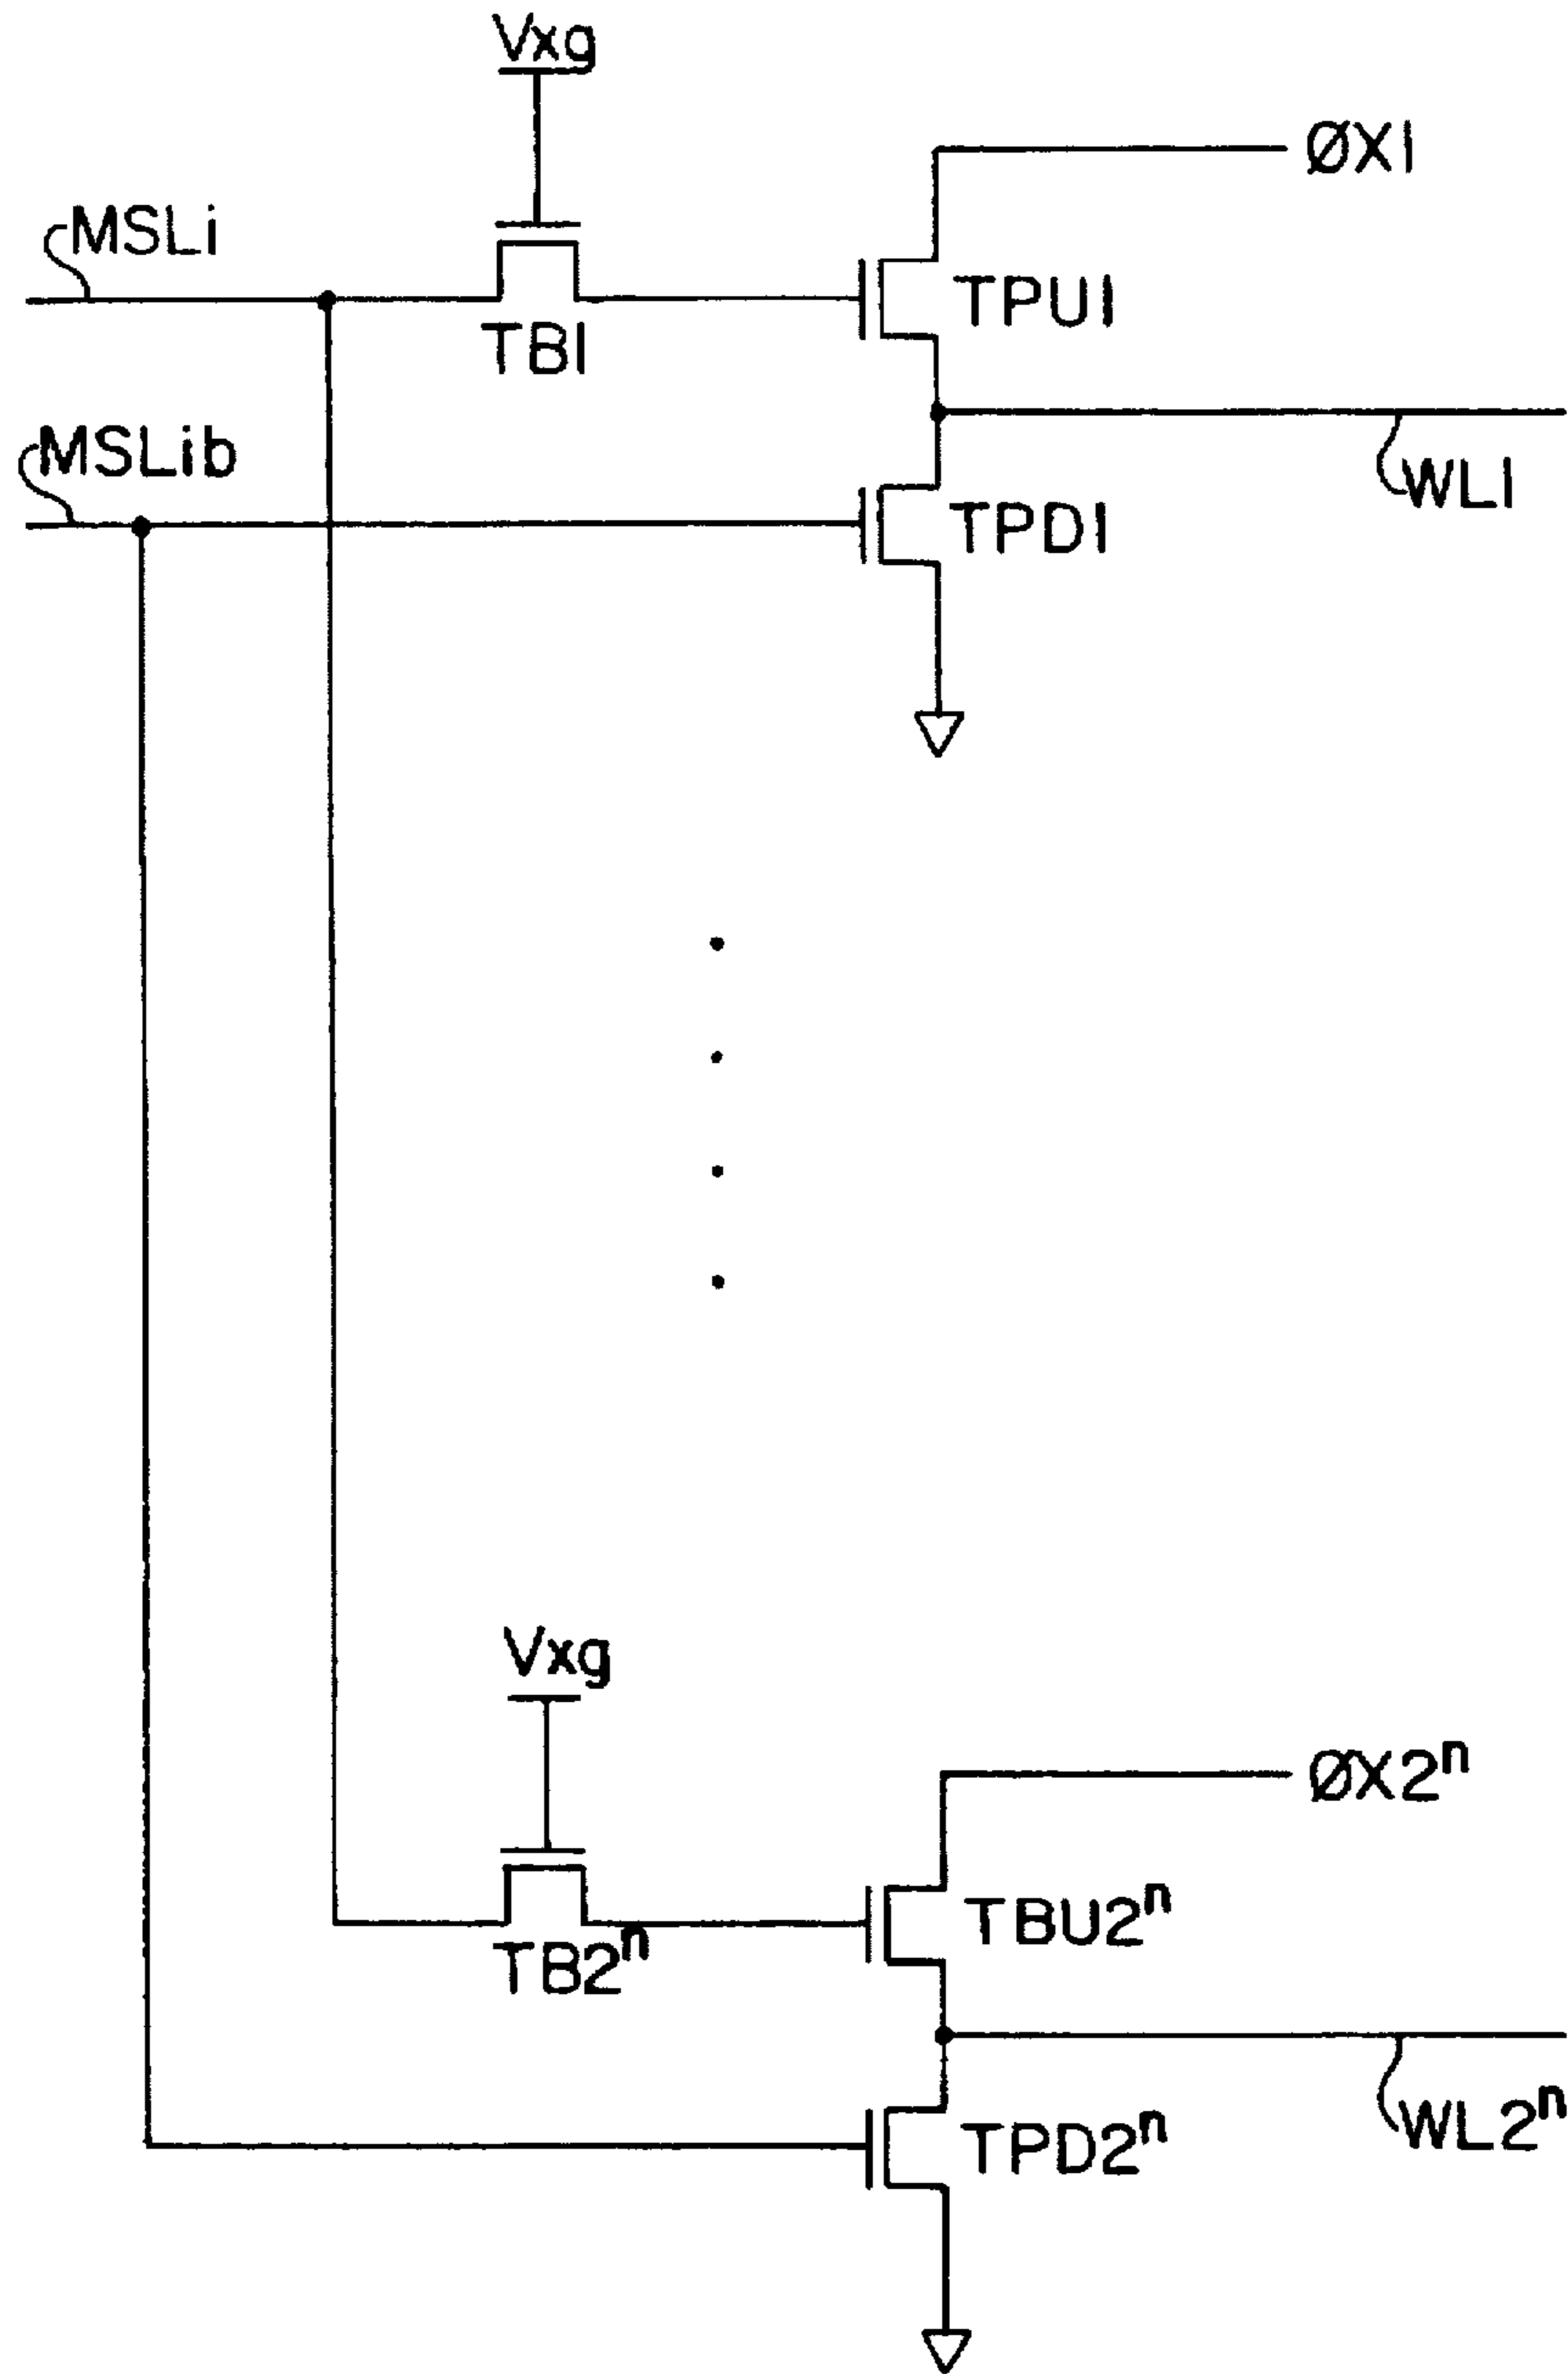 Vxg
ØX1
MSLi
TPU1
TB1
MSLib
WL1
TPD1
Vxg
ØX2ⁿ
TBU2ⁿ
TB2ⁿ
WL2ⁿ
TPD2ⁿ